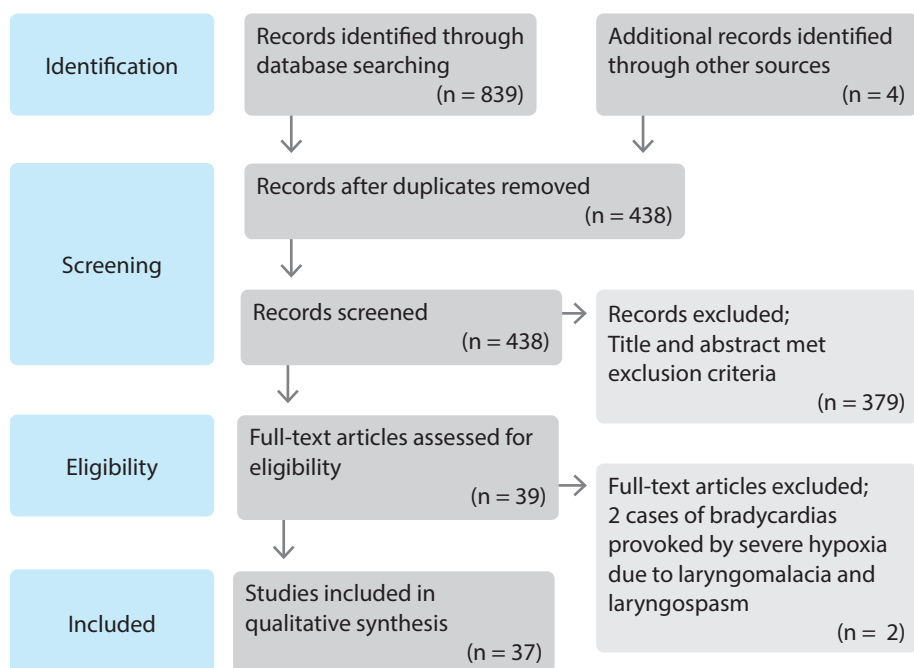 Identification
Records identified through
database searching
(n = 839)
Additional records identified
through other sources
(n = 4)
Screening
Records after duplicates removed
(n = 438)
Records screened
(n = 438)
Records excluded;
Title and abstract met
exclusion criteria
(n = 379)
Eligibility
Full-text articles assessed for
eligibility
(n = 39)
Full-text articles excluded;
2 cases of bradycardias
provoked by severe hypoxia
due to laryngomalacia and
laryngospasm
(n = 2)
Included
Studies included in
qualitative synthesis
(n = 37)